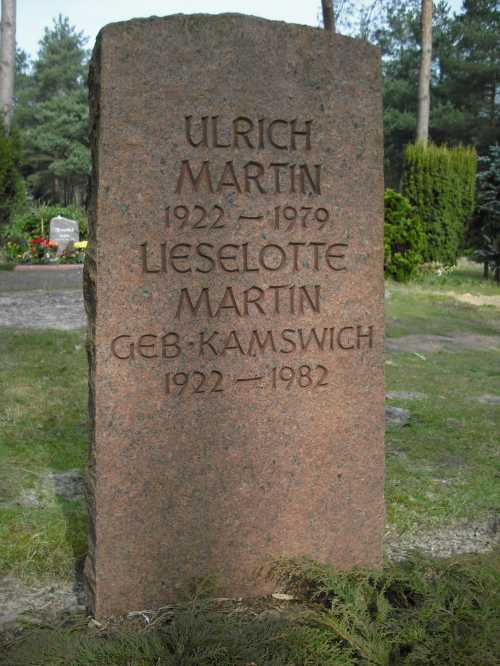 ULRICH
MARTIN
1922 — 1979
LIESELOTTE
MARTIN
GEB·KAMSWICH
1922 — 1982